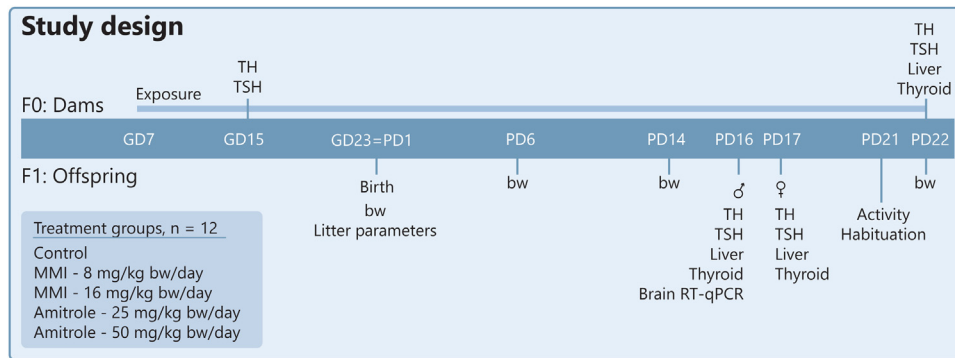 Study design
TH
TSH
TH
TSH
Liver
Thyroid
Exposure
F0: Dams
GD7
GD15
GD23=PD1
PD6
PD14
PD16
PD17
PD21
PD22
F1: Offspring
Birth
bw
Litter parameters
bw
bw
♂
TH
TSH
Liver
Thyroid
Brain RT-qPCR
♀
TH
TSH
Liver
Thyroid
Activity
Habituation
bw
Treatment groups, n = 12
Control
MMI - 8 mg/kg bw/day
MMI - 16 mg/kg bw/day
Amitrole - 25 mg/kg bw/day
Amitrole - 50 mg/kg bw/day